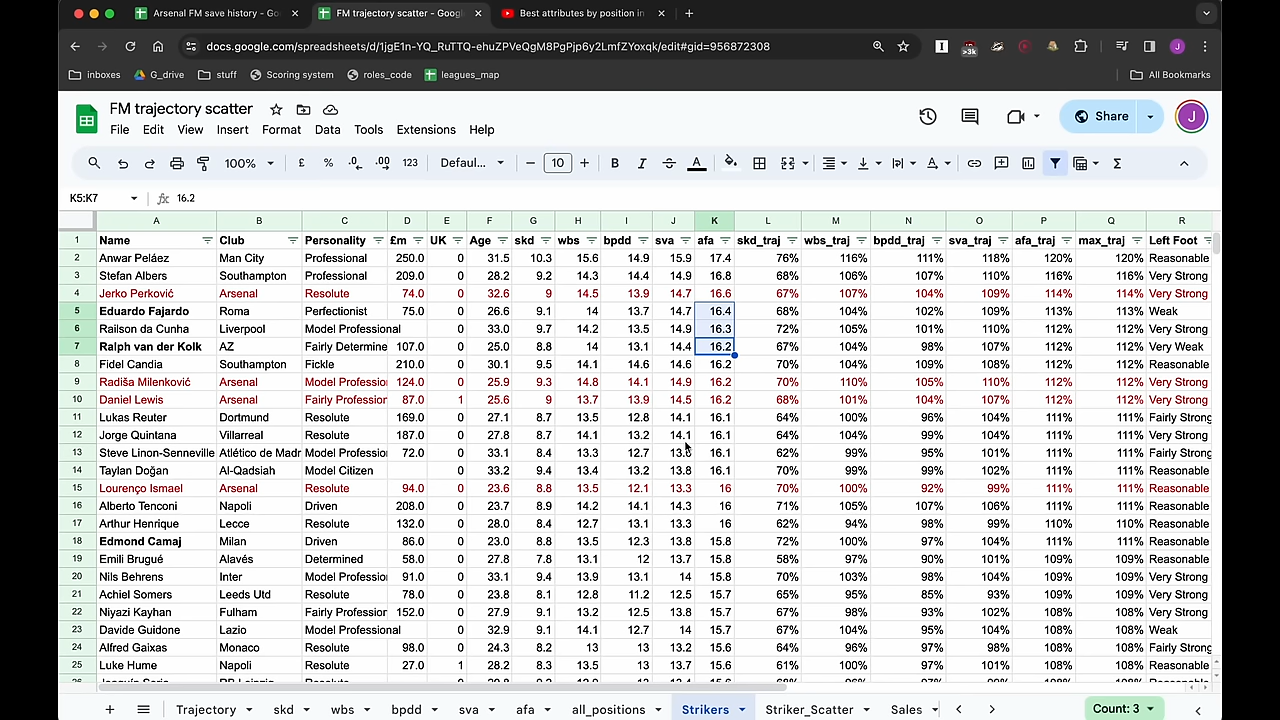 Arsenal FM save history - Go
FM trajectory scatter - Googl
Best attributes by position in
docs.google.com/spreadsheets/d/1jgE1n-YQ_RuTTQ-ehuZPVeQgM8PgPjp6y2LmfZYoxqk/edit#gid=956872308
inboxes G_drive stuff Scoring system roles_code leagues_map All Bookmarks
FM trajectory scatter
File Edit View Insert Format Data Tools Extensions Help
Share
J
100% £ % .0 .00 123 Defaul... 10 B I A
K5:K7 fx 16.2
A B C D E F G H I J K L M N O P Q R
1 Name Club Personality £m UK Age skd wbs bpdd sva afa skd_traj wbs_traj bpdd_traj sva_traj afa_traj max_traj Left Foot
2 Anwar Peláez Man City Professional 250.0 0 31.5 10.3 15.6 14.9 15.9 17.4 76% 116% 111% 118% 120% 120% Reasonable
3 Stefan Albers Southampton Professional 209.0 0 28.2 9.2 14.3 14.4 14.9 16.8 68% 106% 107% 110% 116% 116% Very Strong
4 Jerko Perković Arsenal Resolute 74.0 0 32.6 9 14.5 13.9 14.7 16.6 67% 107% 104% 109% 114% 114% Very Strong
5 Eduardo Fajardo Roma Perfectionist 75.0 0 26.6 9.1 14 13.7 14.7 16.4 68% 104% 102% 109% 113% 113% Weak
6 Railson da Cunha Liverpool Model Professional 0 33.0 9.7 14.2 13.5 14.9 16.3 72% 105% 101% 110% 112% 112% Very Strong
7 Ralph van der Kolk AZ Fairly Determine 107.0 0 25.0 8.8 14 13.1 14.4 16.2 67% 104% 98% 107% 112% 112% Very Weak
8 Fidel Candia Southampton Fickle 210.0 0 30.1 9.5 14.1 14.6 14.6 16.2 70% 104% 109% 108% 112% 112% Reasonable
9 Radiša Milenković Arsenal Model Professio 124.0 0 25.9 9.3 14.8 14.1 14.9 16.2 70% 110% 105% 110% 112% 112% Very Strong
10 Daniel Lewis Arsenal Fairly Profession 87.0 1 25.6 9 13.7 13.9 14.5 16.2 68% 101% 104% 107% 112% 112% Very Strong
11 Lukas Reuter Dortmund Resolute 169.0 0 27.1 8.7 13.5 12.8 14.1 16.1 64% 100% 96% 104% 111% 111% Fairly Strong
12 Jorge Quintana Villarreal Resolute 187.0 0 27.8 8.7 14.1 13.2 14.1 16.1 64% 104% 99% 104% 111% 111% Very Strong
13 Steve Linon-Senneville Atlético de Madr Resolute 72.0 0 33.1 8.4 13.3 12.7 16.1 62% 99% 95% 101% 111% 111% Fairly Strong
14 Taylan Doğan Al-Qadsiah Model Citizen 0 33.2 9.4 13.4 13.2 13.8 16.1 70% 99% 99% 102% 111% 111% Reasonable
15 Lourenço Ismael Arsenal Resolute 94.0 0 23.6 8.8 13.5 12.1 13.3 16 70% 100% 92% 99% 111% 111% Reasonable
16 Alberto Tenconi Napoli Driven 208.0 0 23.7 8.9 14.2 14.1 14.3 16 71% 105% 107% 106% 111% 111% Very Strong
17 Arthur Henrique Lecce Resolute 132.0 0 28.0 8.4 12.7 13.1 13.3 16 62% 94% 98% 99% 110% 110% Very Strong
18 Edmond Camaj Milan Driven 86.0 0 23.0 8.8 13.5 12.3 13.8 15.8 72% 100% 97% 104% 111% 111% Reasonable
19 Emili Brugué Alavés Determined 58.0 0 27.8 7.8 13.1 12 13.7 15.8 58% 97% 90% 101% 109% 109% Reasonable
20 Nils Behrens Inter Model Professio 91.0 0 33.1 9.4 13.9 13.1 14 15.8 70% 103% 98% 104% 109% 109% Very Strong
21 Achiel Somers Leeds Utd Resolute 78.0 0 23.8 8.1 12.8 11.2 12.5 15.7 65% 95% 85% 93% 109% 109% Very Strong
22 Niyazi Kayhan Fulham Fairly Profession 152.0 0 27.9 9.1 13.2 12.5 13.8 15.7 67% 98% 93% 102% 108% 108% Very Strong
23 Davide Guidone Lazio Model Professional 0 32.9 9.1 14.1 12.7 14 15.7 67% 104% 95% 104% 108% 108% Weak
24 Alfred Gaixas Monaco Resolute 98.0 0 24.3 8.2 13 13 13.2 15.6 64% 96% 97% 98% 108% 108% Fairly Strong
25 Luke Hume Napoli Resolute 27.0 1 28.2 8.3 13.5 13 13.7 15.6 61% 100% 97% 101% 108% 108% Reasonable
Trajectory skd wbs bpdd sva afa all_positions Strikers Striker_Scatter Sales Count: 3